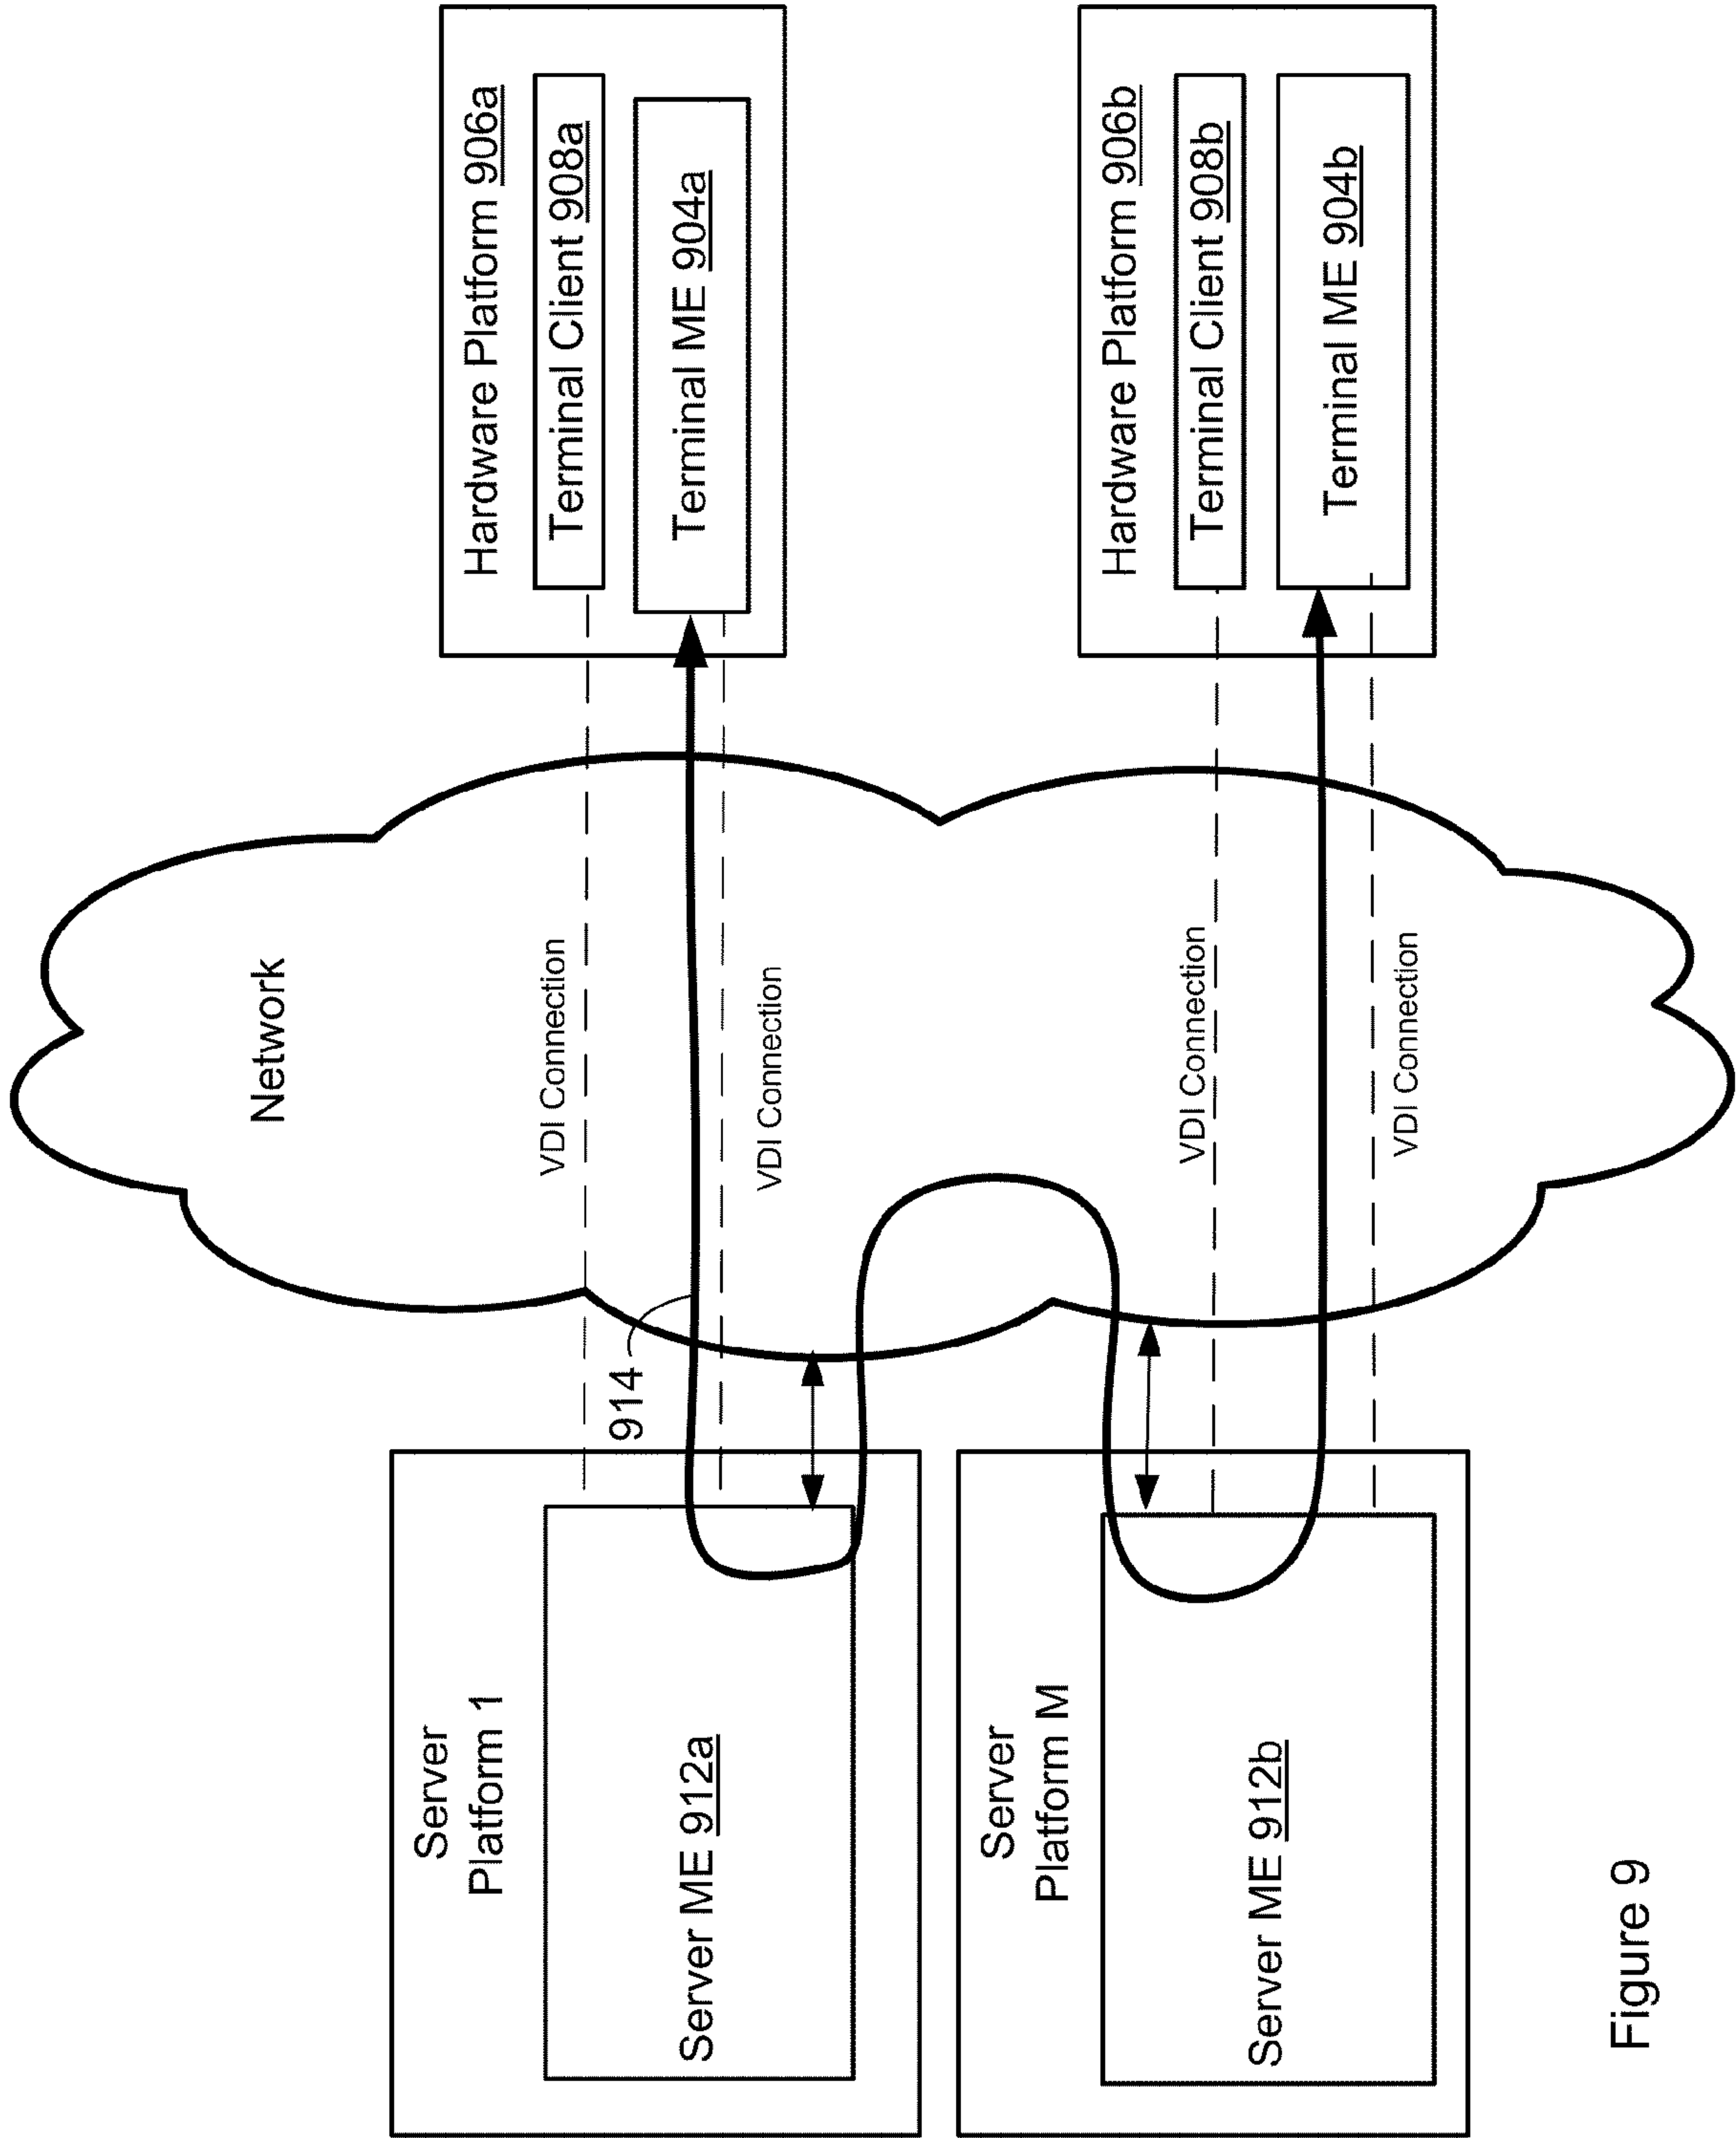 Hardware Platform 906a
Terminal Client 908a
Terminal ME 904a
Hardware Platform 906b
Terminal Client 908b
Terminal ME 904b
Network
VDI Connection
VDI Connection
VDI Connection
VDI Connection
914
Server
Platform 1
Server ME 912a
Server
Platform M
Server ME 912b
Figure 9